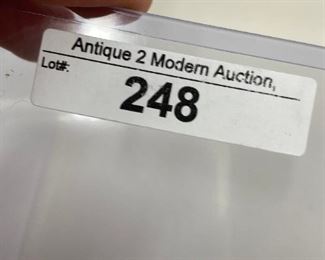 Antique 2 Modern Auction,
Lot#: 248